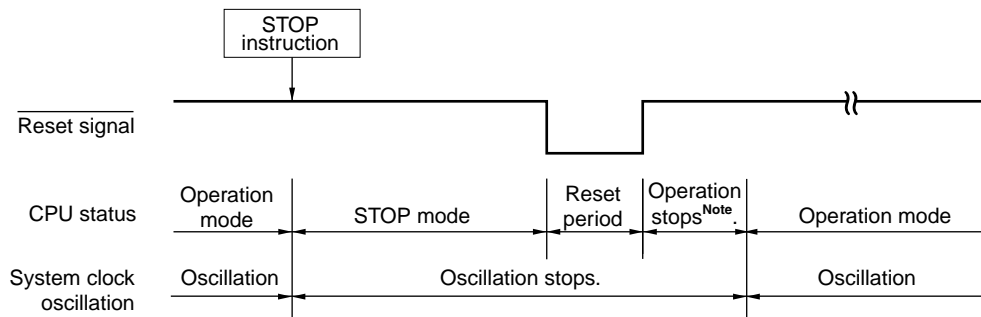 STOP
instruction
Reset signal
CPU status
Operation
mode
STOP mode
Reset
period
Operation
stopsNote.
Operation mode
System clock
oscillation
Oscillation
Oscillation stops.
Oscillation